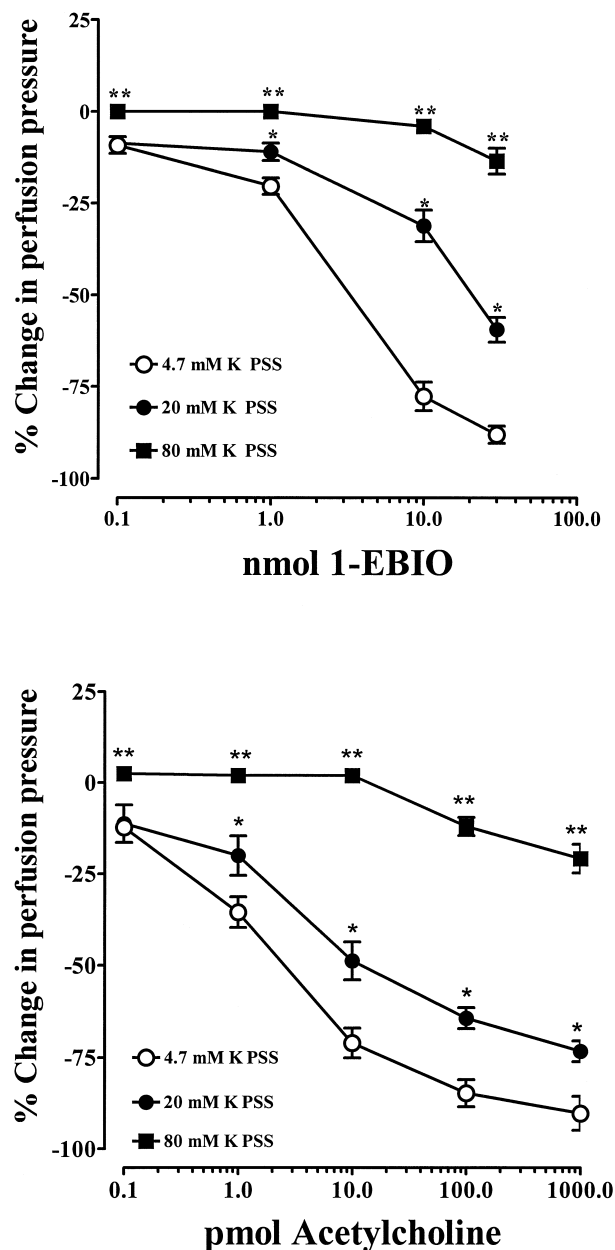 % Change in perfusion pressure
25
0
-25
-50
-75
-100
** ** ** **
* * *
4.7 mM K PSS
20 mM K PSS
80 mM K PSS
0.1 1.0 10.0 100.0
nmol 1-EBIO
% Change in perfusion pressure
25
0
-25
-50
-75
-100
** ** ** ** **
* * * *
4.7 mM K PSS
20 mM K PSS
80 mM K PSS
0.1 1.0 10.0 100.0 1000.0
pmol Acetylcholine